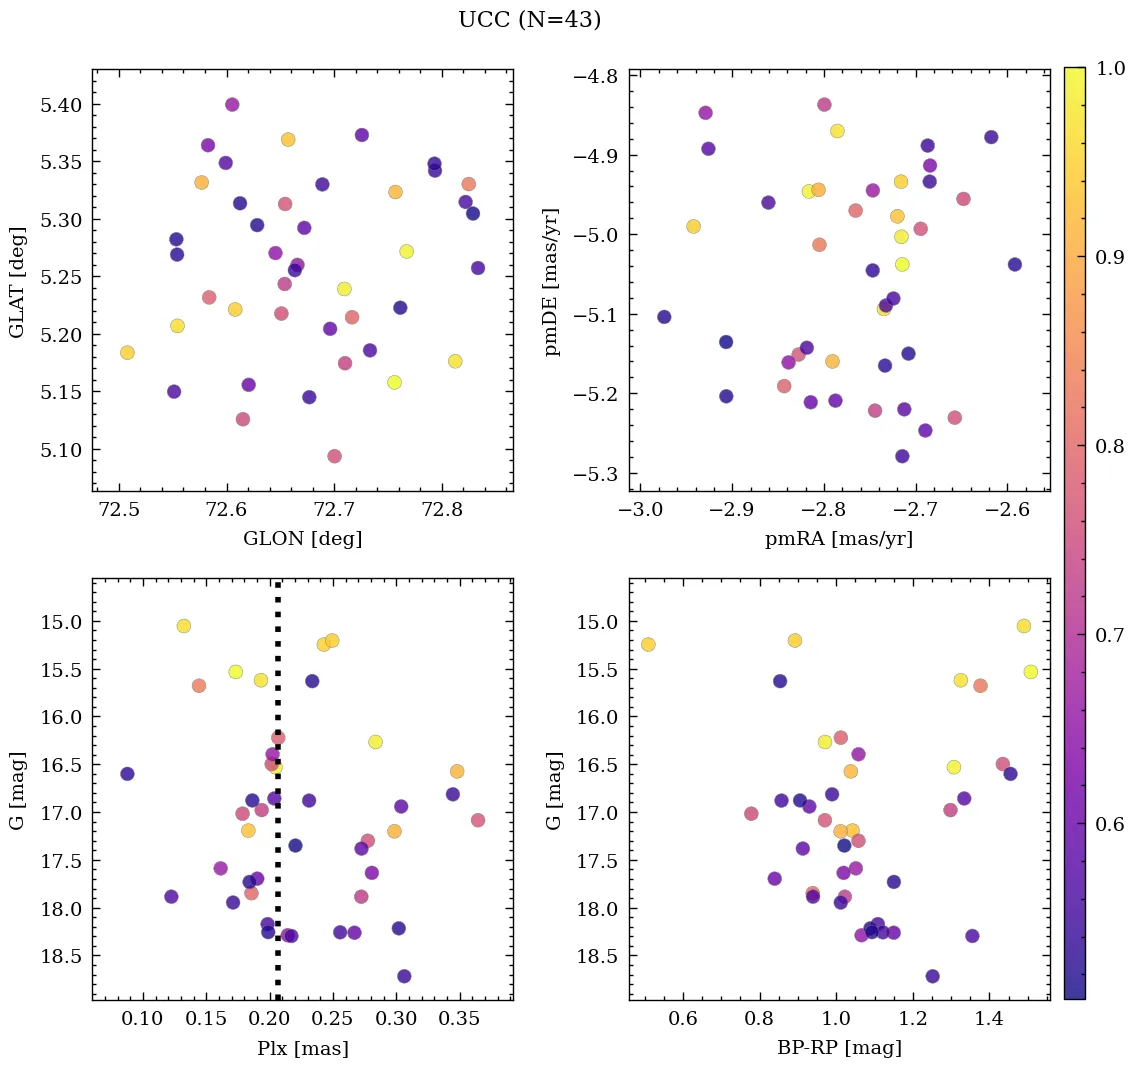 UCC (N=43)
5.40
5.35
5.30
5.25
5.20
5.15
5.10
GLAT [deg]
72.5 72.6 72.7 72.8
GLON [deg]
−4.8
−4.9
−5.0
−5.1
−5.2
−5.3
pmDE [mas/yr]
−3.0 −2.9 −2.8 −2.7 −2.6
pmRA [mas/yr]
1.0
0.9
0.8
0.7
0.6
15.0
15.5
16.0
16.5
17.0
17.5
18.0
18.5
G [mag]
0.10 0.15 0.20 0.25 0.30 0.35
Plx [mas]
15.0
15.5
16.0
16.5
17.0
17.5
18.0
18.5
G [mag]
0.6 0.8 1.0 1.2 1.4
BP-RP [mag]